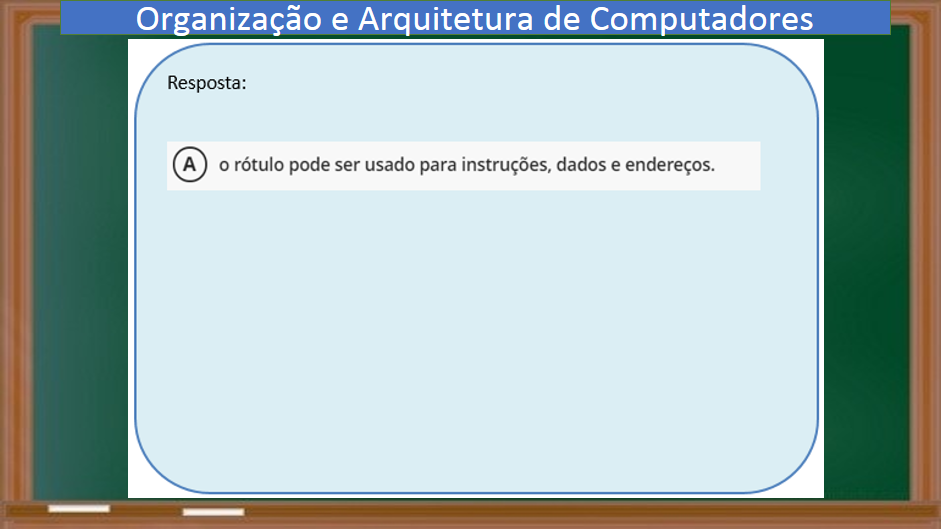 Organização e Arquitetura de Computadores
Resposta:
A o rótulo pode ser usado para instruções, dados e endereços.